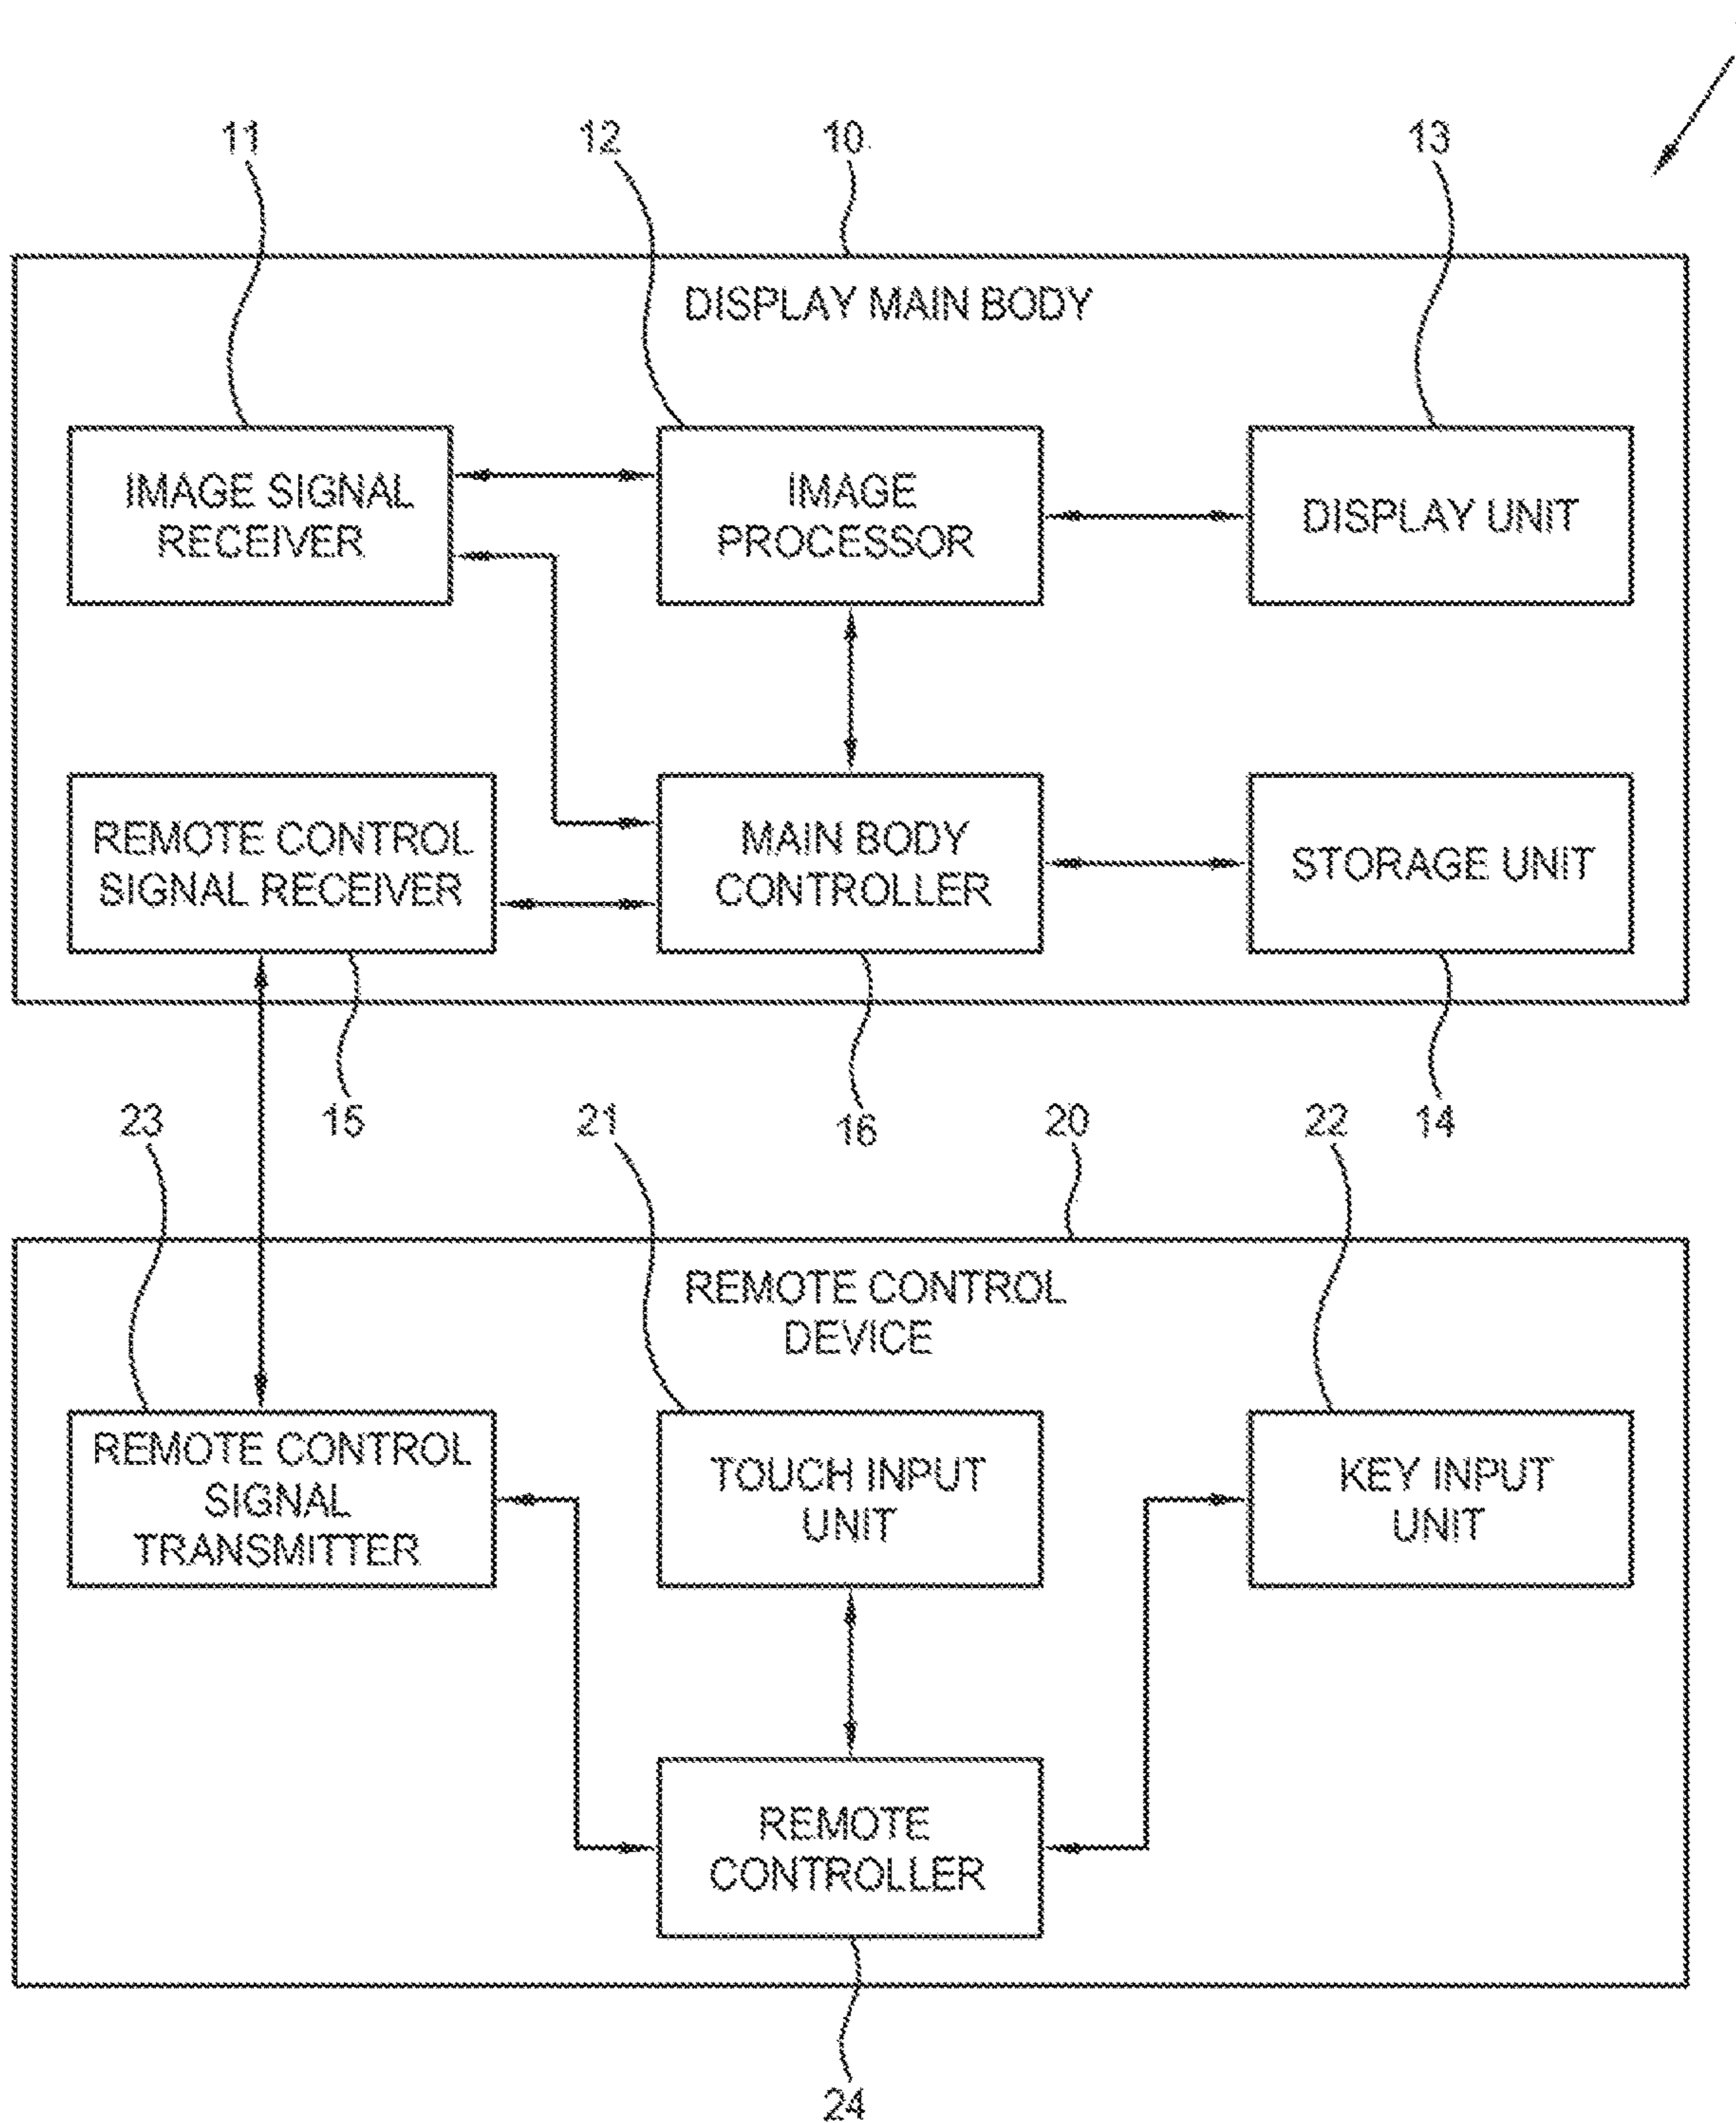 11
12
10
13
DISPLAY MAIN BODY
IMAGE SIGNAL
RECEIVER
IMAGE
PROCESSOR
DISPLAY UNIT
REMOTE CONTROL
SIGNAL RECEIVER
MAIN BODY
CONTROLLER
STORAGE UNIT
23
15
21
16
20
22
14
REMOTE CONTROL
DEVICE
REMOTE CONTROL
SIGNAL
TRANSMITTER
TOUCH INPUT
UNIT
KEY INPUT
UNIT
REMOTE
CONTROLLER
24